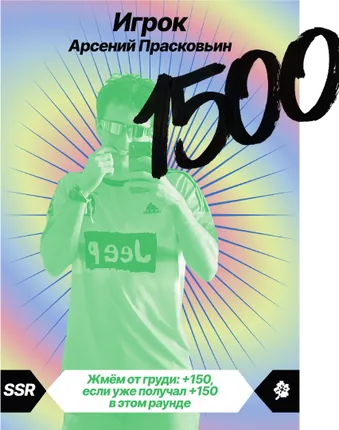 Игрок
Арсений Прасковьин
1500
Jeep
SSR
Жмём от груди: +150,
если уже получал +150
в этом раунде